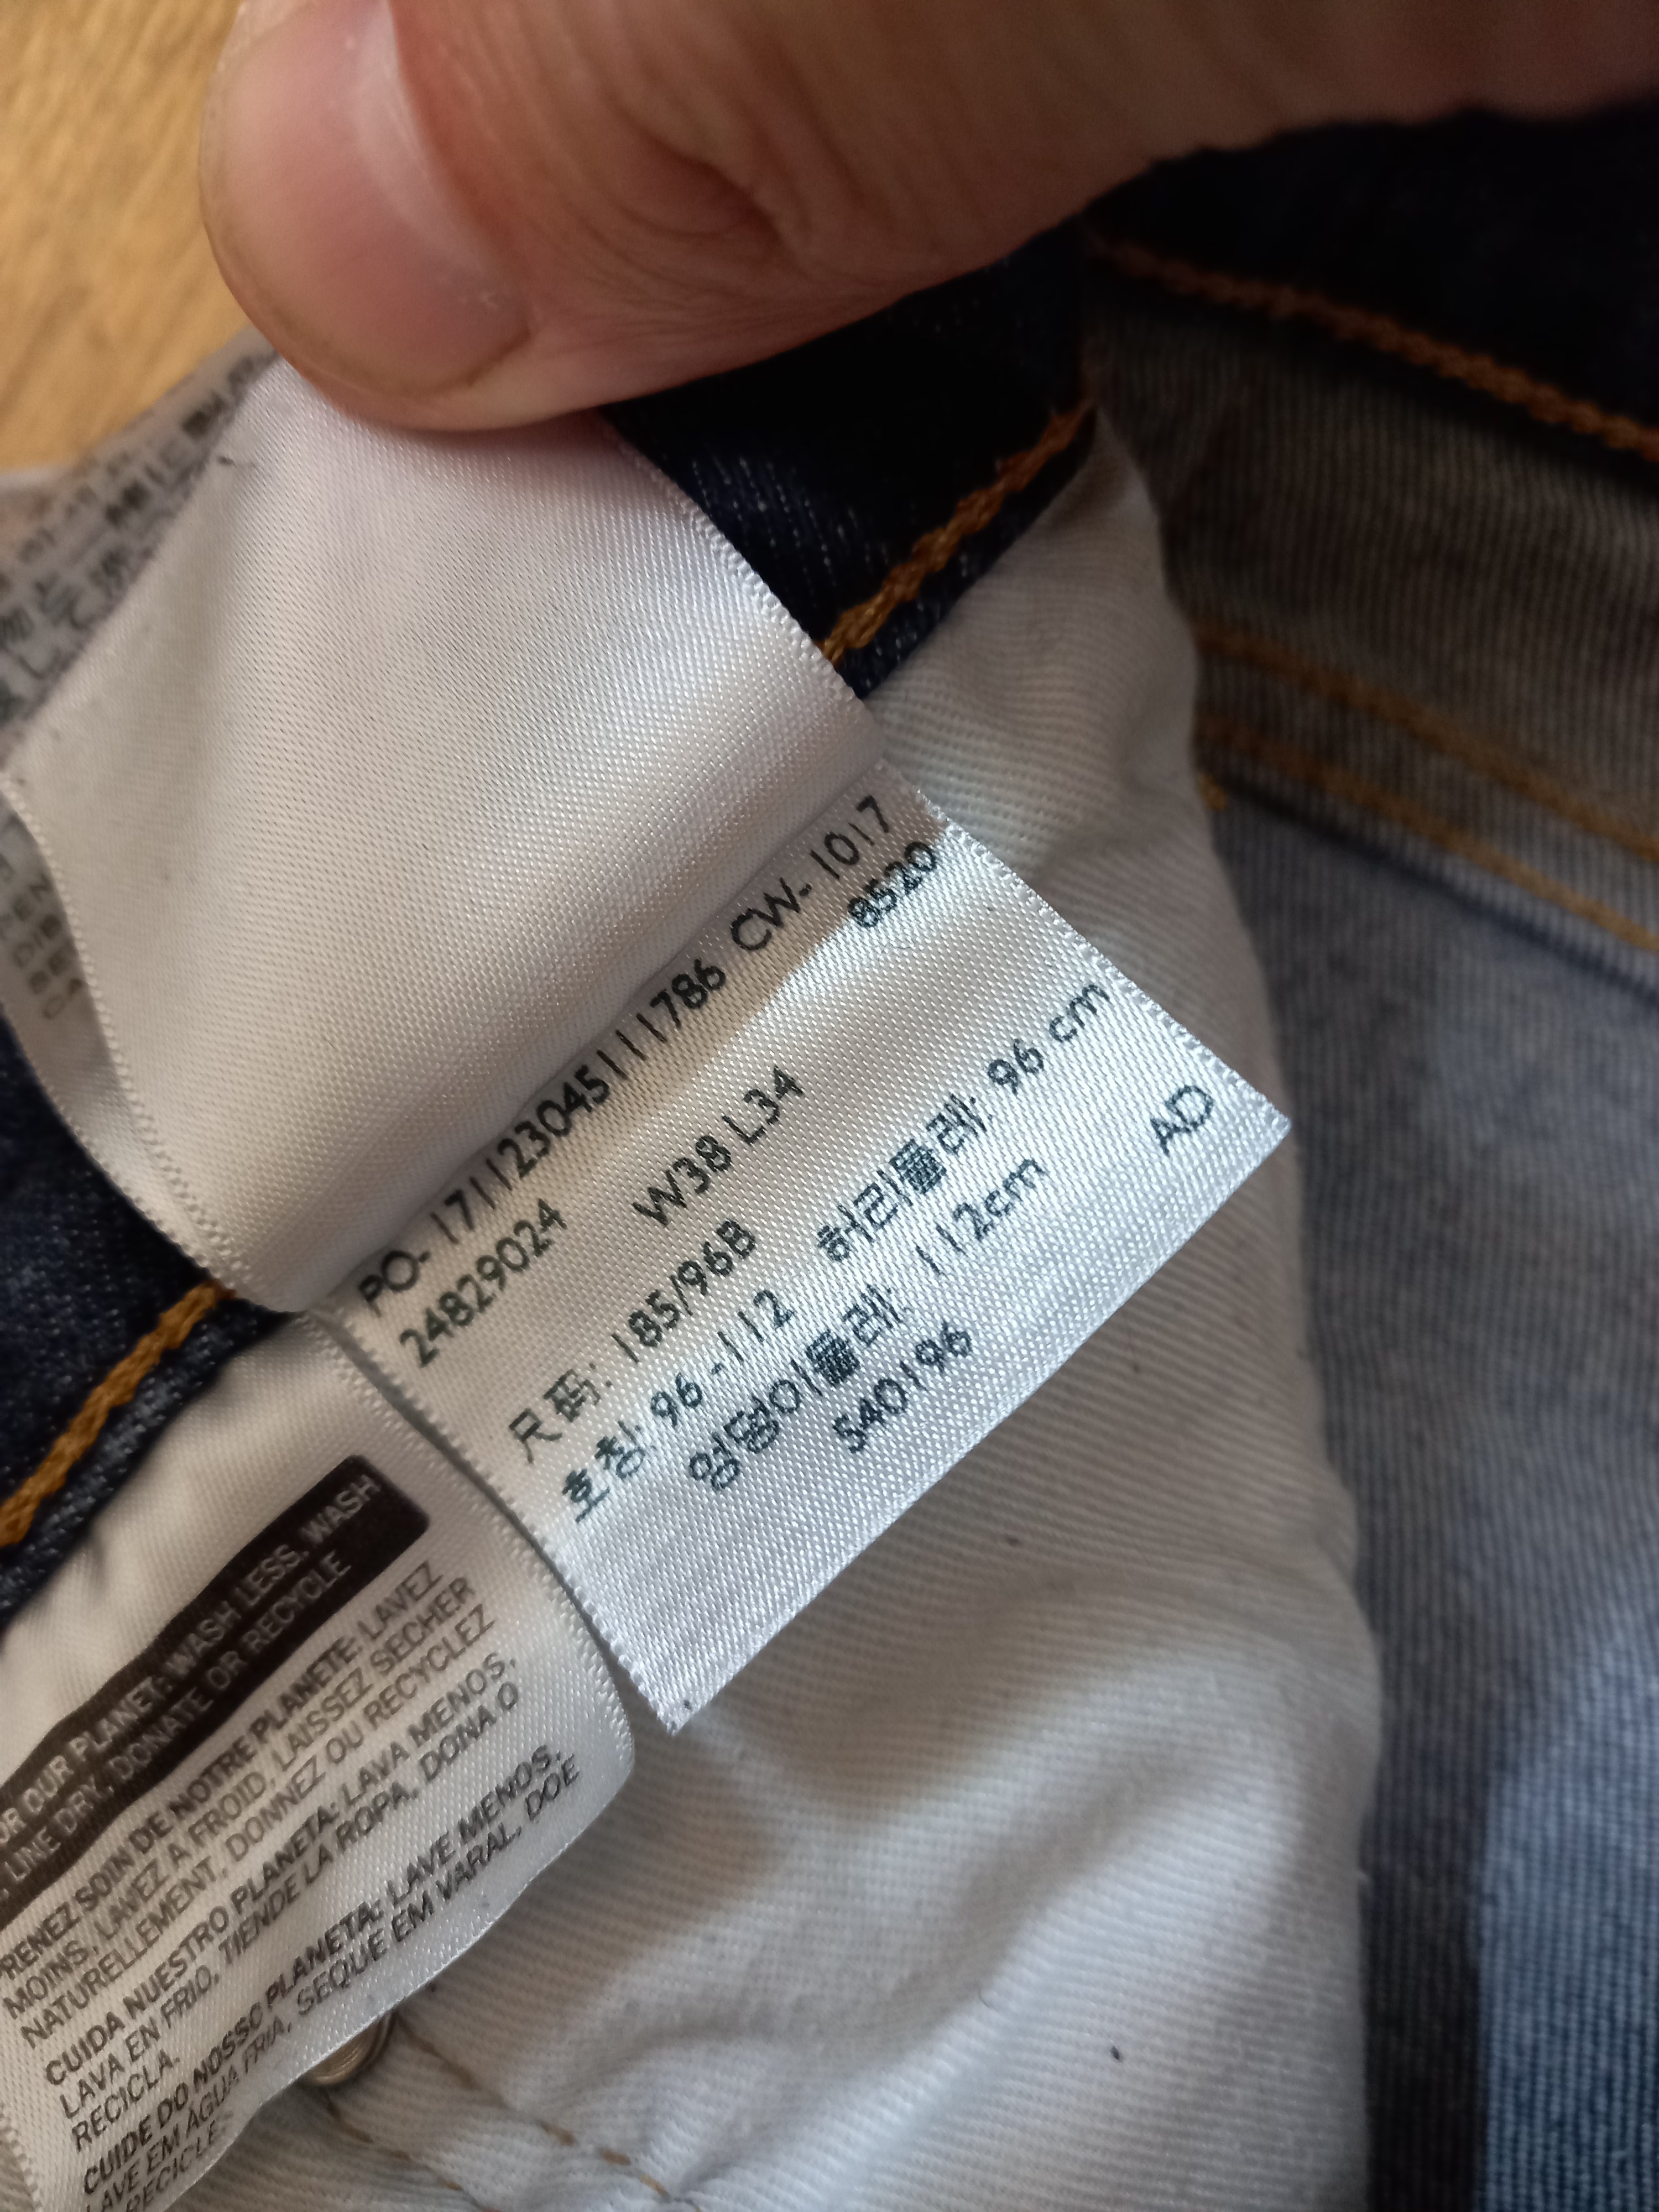 PO- 171123045111786 CW- 1017
8520
24829024 W38 L34
尺码: 185/96B
호칭: 96 -112 허리둘레: 96 cm
엉덩이둘레: 112cm
S40196 AD
OUR PLANET: WASH LESS, WASH
LINE DRY, DONATE OR RECYCLE
PRENEZ SOIN DE NOTRE PLANETE: LAVEZ
MOINS, LAVEZ A FROID, LAISSEZ SECHER
NATURELLEMENT, DONNEZ OU RECYCLEZ
CUIDA NUESTRO PLANETA: LAVA MENOS,
LAVA EN FRIO, TIENDE LA ROPA, DONA O
RECICLA.
CUIDE DO NOSSO PLANETA: LAVE MENOS,
LAVE EM AGUA FRIA, SEQUE EM VARAL, DOE
RECICLE.